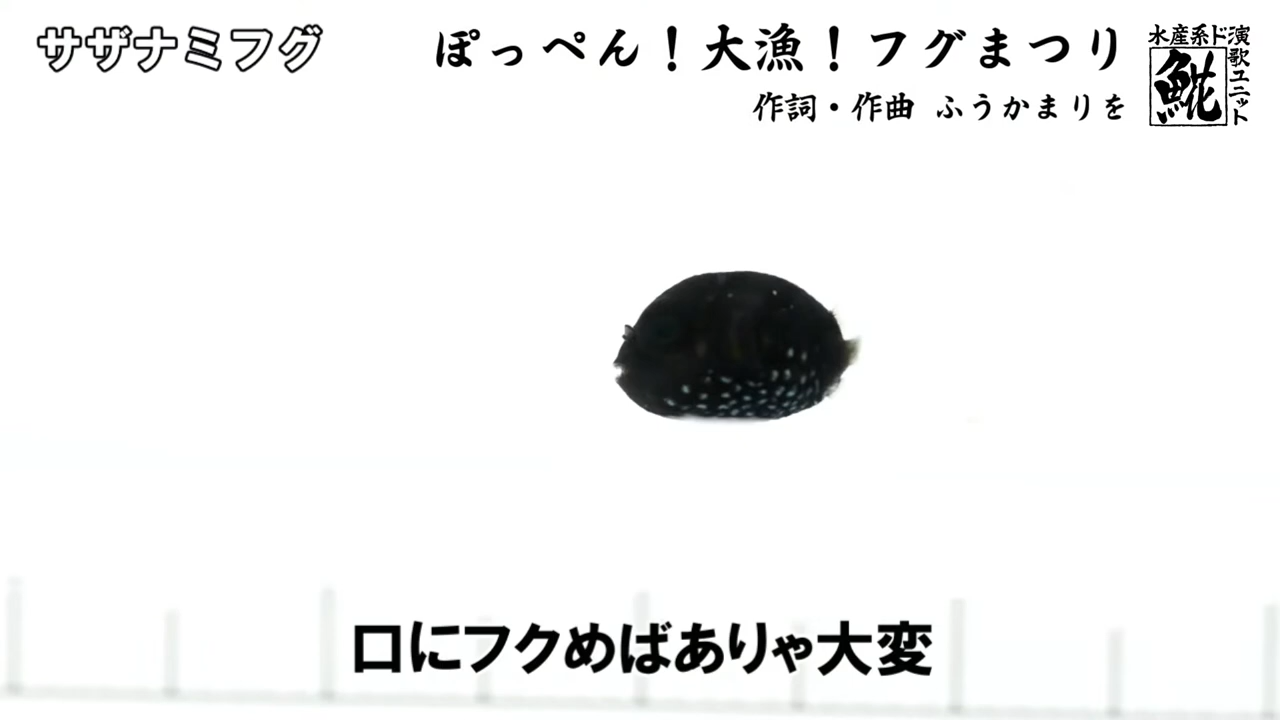 サザナミフグ
ぽっぺん!大漁!フグまつり
作詞・作曲 ふうかまりを
水産系ド演歌ユニット
鯎
口にフクめばありゃ大変